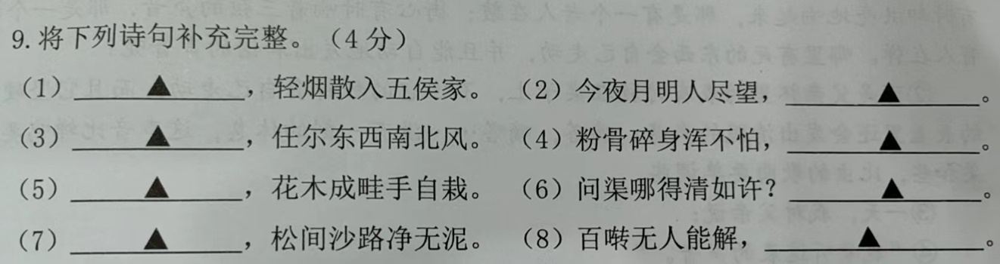 9.将下列诗句补充完整。（4分）
（1）▲，轻烟散入五侯家。（2）今夜月明人尽望，▲。
（3）▲，任尔东西南北风。（4）粉骨碎身浑不怕，▲。
（5）▲，花木成畦手自栽。（6）问渠哪得清如许？▲。
（7）▲，松间沙路净无泥。（8）百啭无人能解，▲。